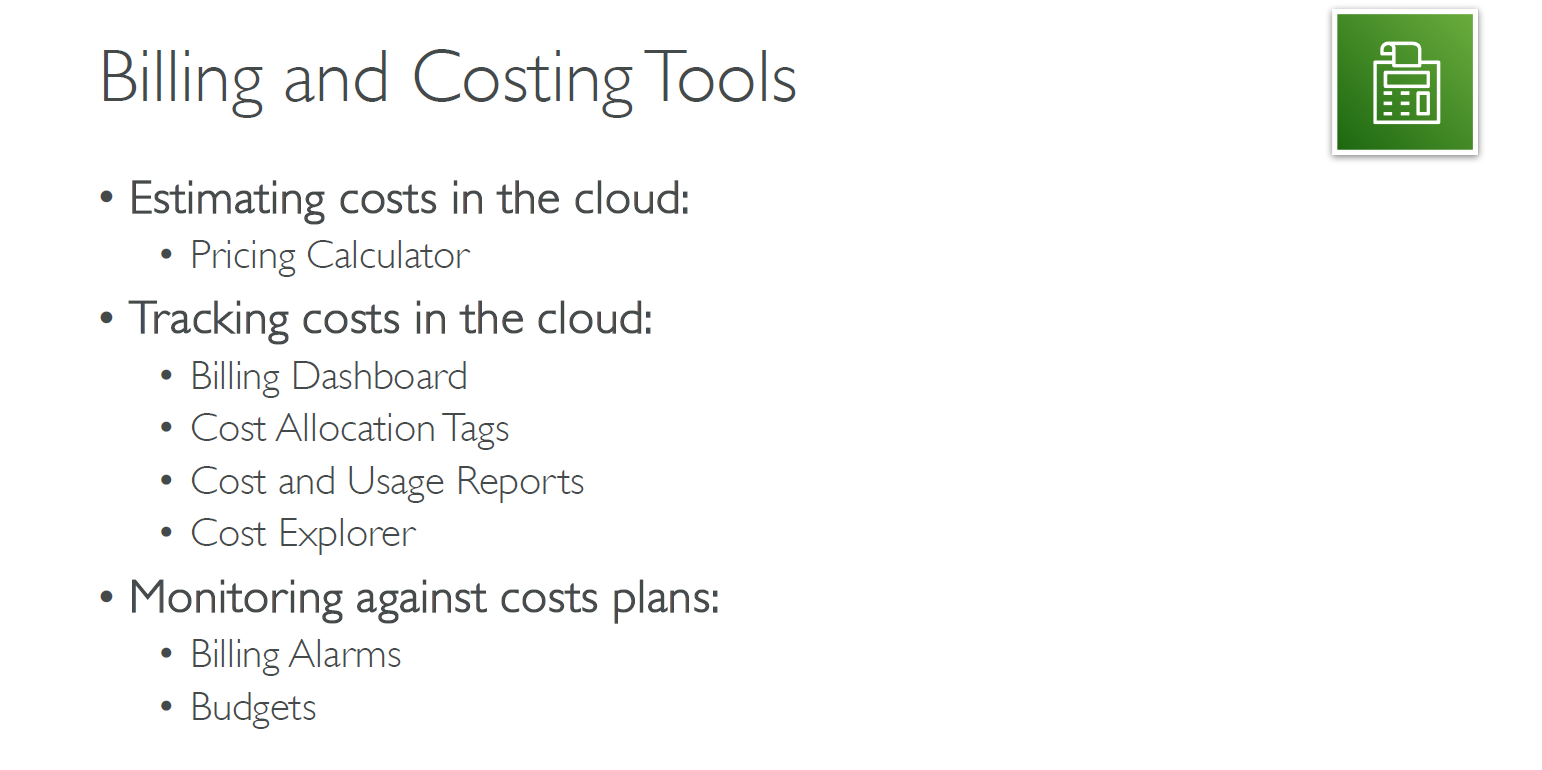 Billing and Costing Tools
• Estimating costs in the cloud:
• Pricing Calculator
• Tracking costs in the cloud:
• Billing Dashboard
• Cost Allocation Tags
• Cost and Usage Reports
• Cost Explorer
• Monitoring against costs plans:
• Billing Alarms
• Budgets